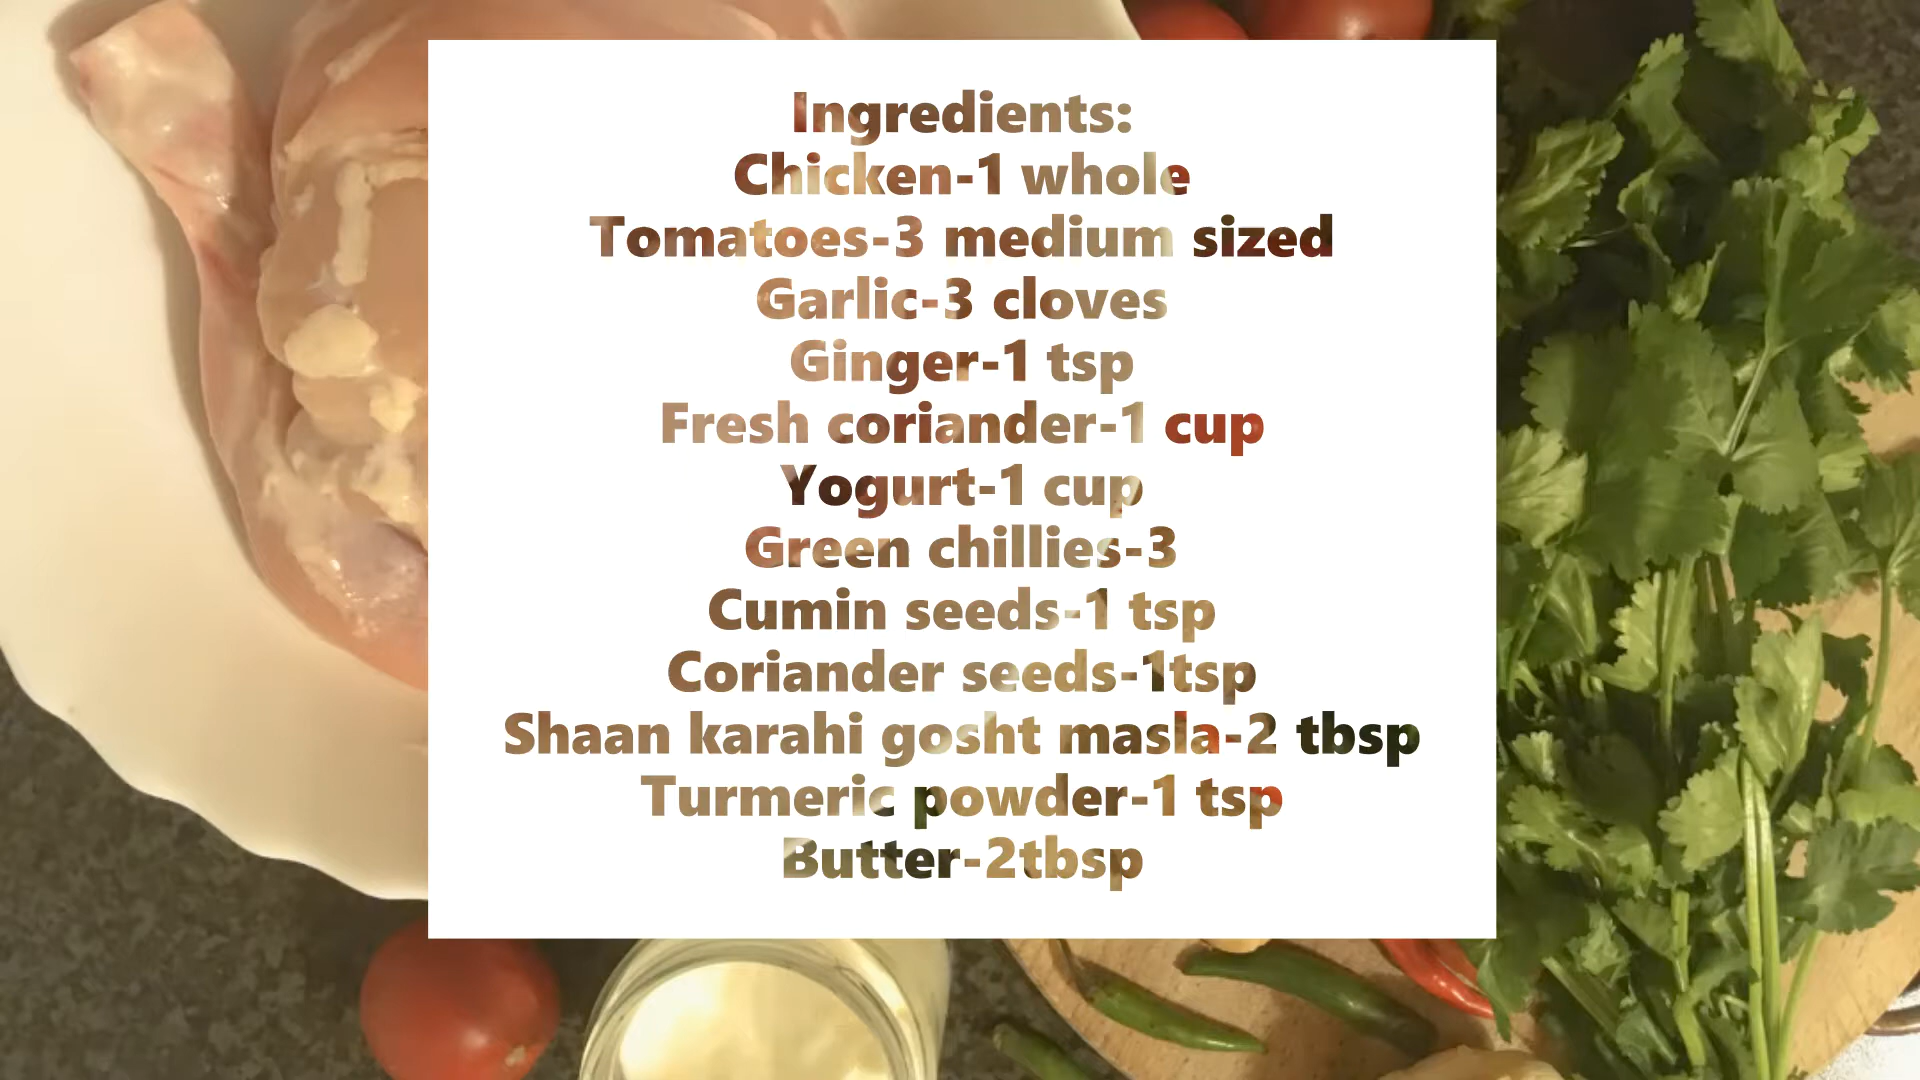 Ingredients:
Chicken-1 whole
Tomatoes-3 medium sized
Garlic-3 cloves
Ginger-1 tsp
Fresh coriander-1 cup
Yogurt-1 cup
Green chillies-3
Cumin seeds-1 tsp
Coriander seeds-1tsp
Shaan karahi gosht masla-2 tbsp
Turmeric powder-1 tsp
Butter-2tbsp